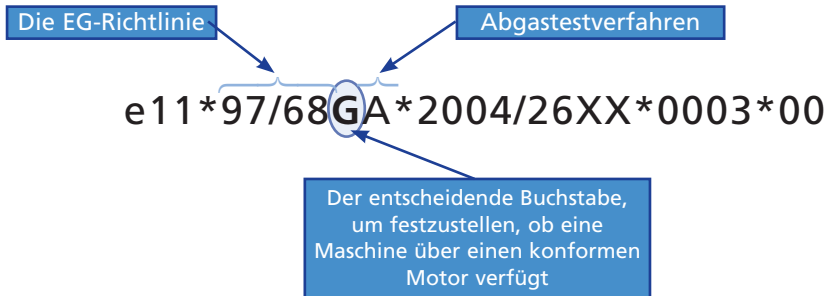 Die EG-Richtlinie
Abgastestverfahren
e11*97/68GA*2004/26XX*0003*00
Der entscheidende Buchstabe,
um festzustellen, ob eine
Maschine über einen konformen
Motor verfügt